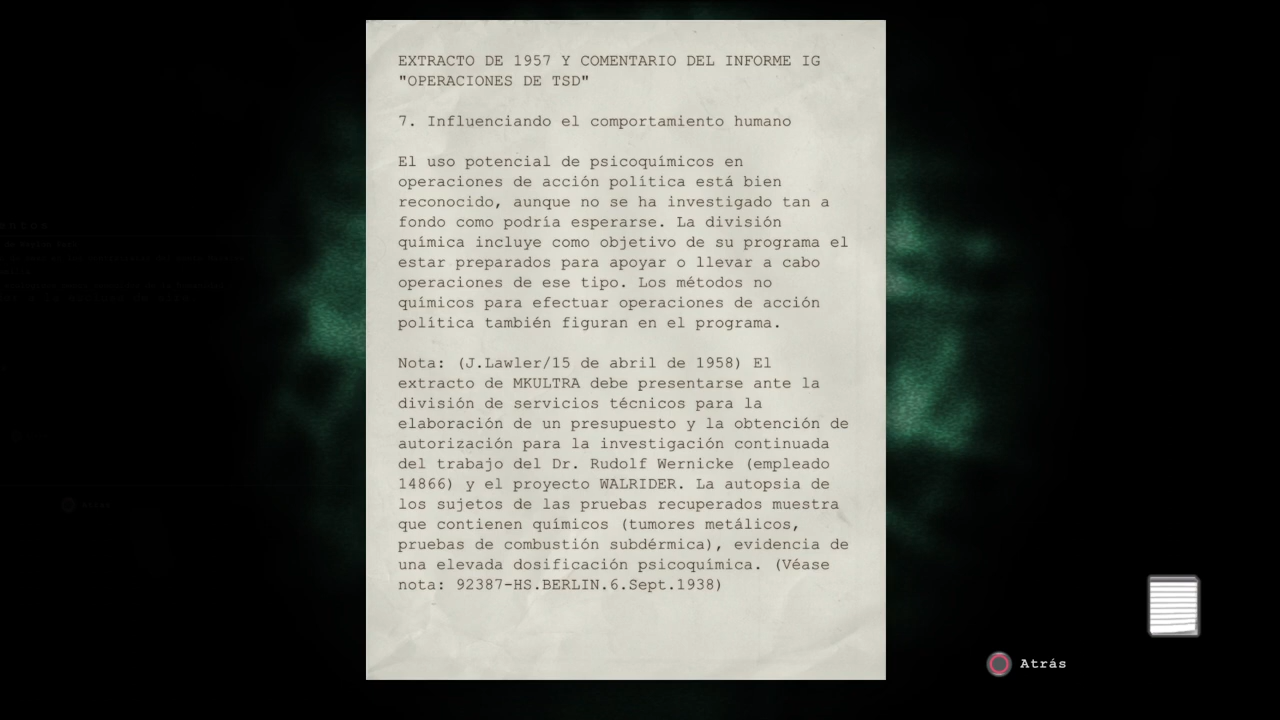 EXTRACTO DE 1957 Y COMENTARIO DEL INFORME IG
"OPERACIONES DE TSD"
7. Influenciando el comportamiento humano
El uso potencial de psicoquímicos en
operaciones de acción política está bien
reconocido, aunque no se ha investigado tan a
fondo como podría esperarse. La división
química incluye como objetivo de su programa el
estar preparados para apoyar o llevar a cabo
operaciones de ese tipo. Los métodos no
químicos para efectuar operaciones de acción
política también figuran en el programa.
Nota: (J.Lawler/15 de abril de 1958) El
extracto de MKULTRA debe presentarse ante la
división de servicios técnicos para la
elaboración de un presupuesto y la obtención de
autorización para la investigación continuada
del trabajo del Dr. Rudolf Wernicke (empleado
14866) y el proyecto WALRIDER. La autopsia de
los sujetos de las pruebas recuperados muestra
que contienen químicos (tumores metálicos,
pruebas de combustión subdérmica), evidencia de
una elevada dosificación psicoquímica. (Véase
nota: 92387-HS.BERLIN.6.Sept.1938)
Atrás
Atrás